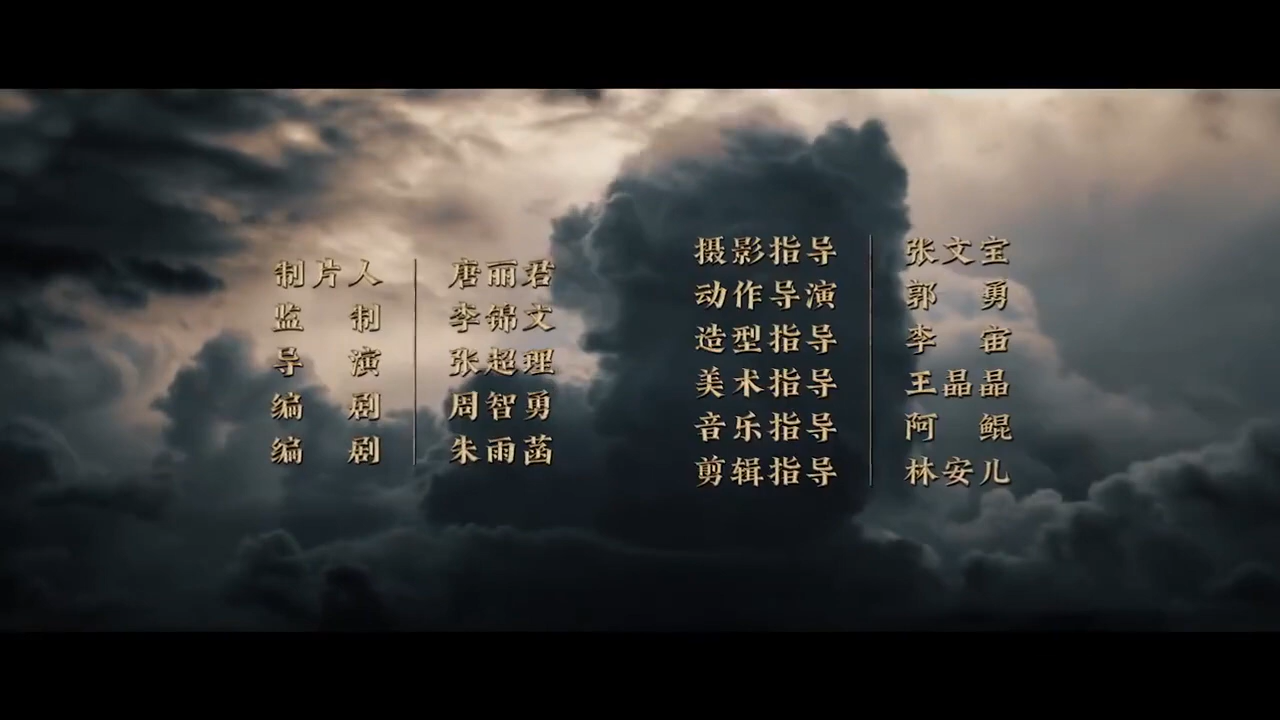 制片人 唐丽君
监 制 李锦文
导 演 张超理
编 剧 周智勇
编 剧 朱雨菡
摄影指导 张文宝
动作导演 郭 勇
造型指导 李 宙
美术指导 王晶晶
音乐指导 阿 鲲
剪辑指导 林安儿